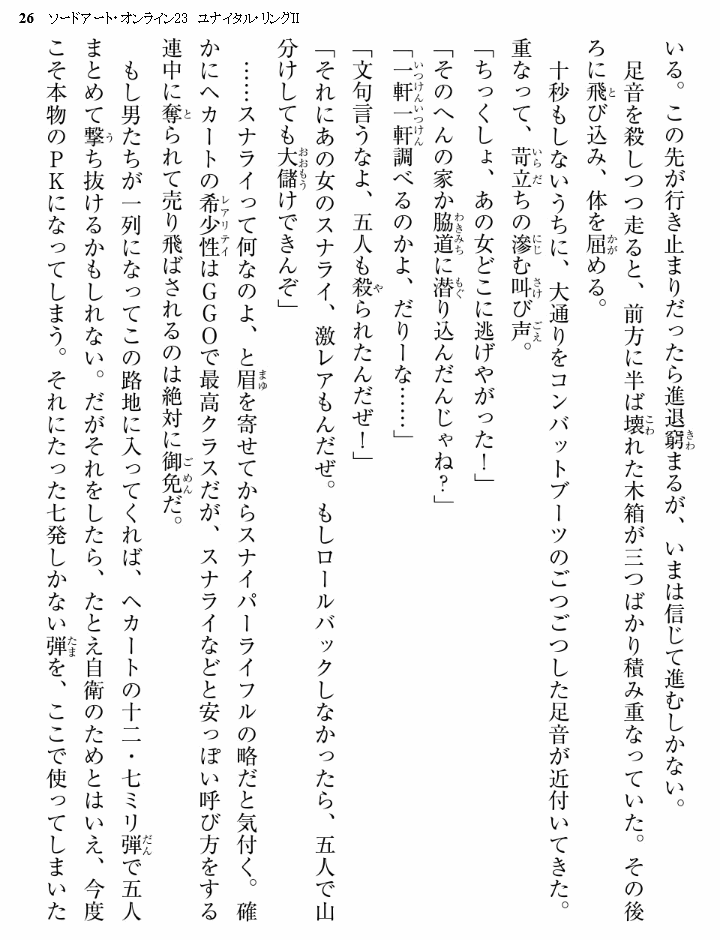 26 ソードアート・オンライン23 ユナイタル・リングII
いる。この先が行き止まりだったら進退窮まるが、いまは信じて進むしかない。
足音を殺しつつ走ると、前方に半ば壊れた木箱が三つばかり積み重なっていた。その後
ろに飛び込み、体を屈める。
十秒もしないうちに、大通りをコンバットブーツのごつごつした足音が近付いてきた。
重なって、苛立ちの滲む叫び声。
「ちっくしょ、あの女どこに逃げやがった！」
「そのへんの家か脇道に潜り込んだんじゃね？」
「一軒一軒調べるのかよ、だりーな……」
「文句言うなよ、五人も殺られたんだぜ！」
「それにあの女のスナライ、激レアもんだぜ。もしロールバックしなかったら、五人で山
分けしても大儲けできんぞ」
……スナライって何なのよ、と眉を寄せてからスナイパーライフルの略だと気付く。確
かにヘカートの希少性はＧＧＯで最高クラスだが、スナライなどと安っぽい呼び方をする
連中に奪られて売り飛ばされるのは絶対に御免だ。
もし男たちが一列になってこの路地に入ってくれば、ヘカートの十二・七ミリ弾で五人
まとめて撃ち抜けるかもしれない。だがそれをしたら、たとえ自衛のためとはいえ、今度
こそ本物のＰＫになってしまう。それにたった七発しかない弾を、ここで使ってしまいた